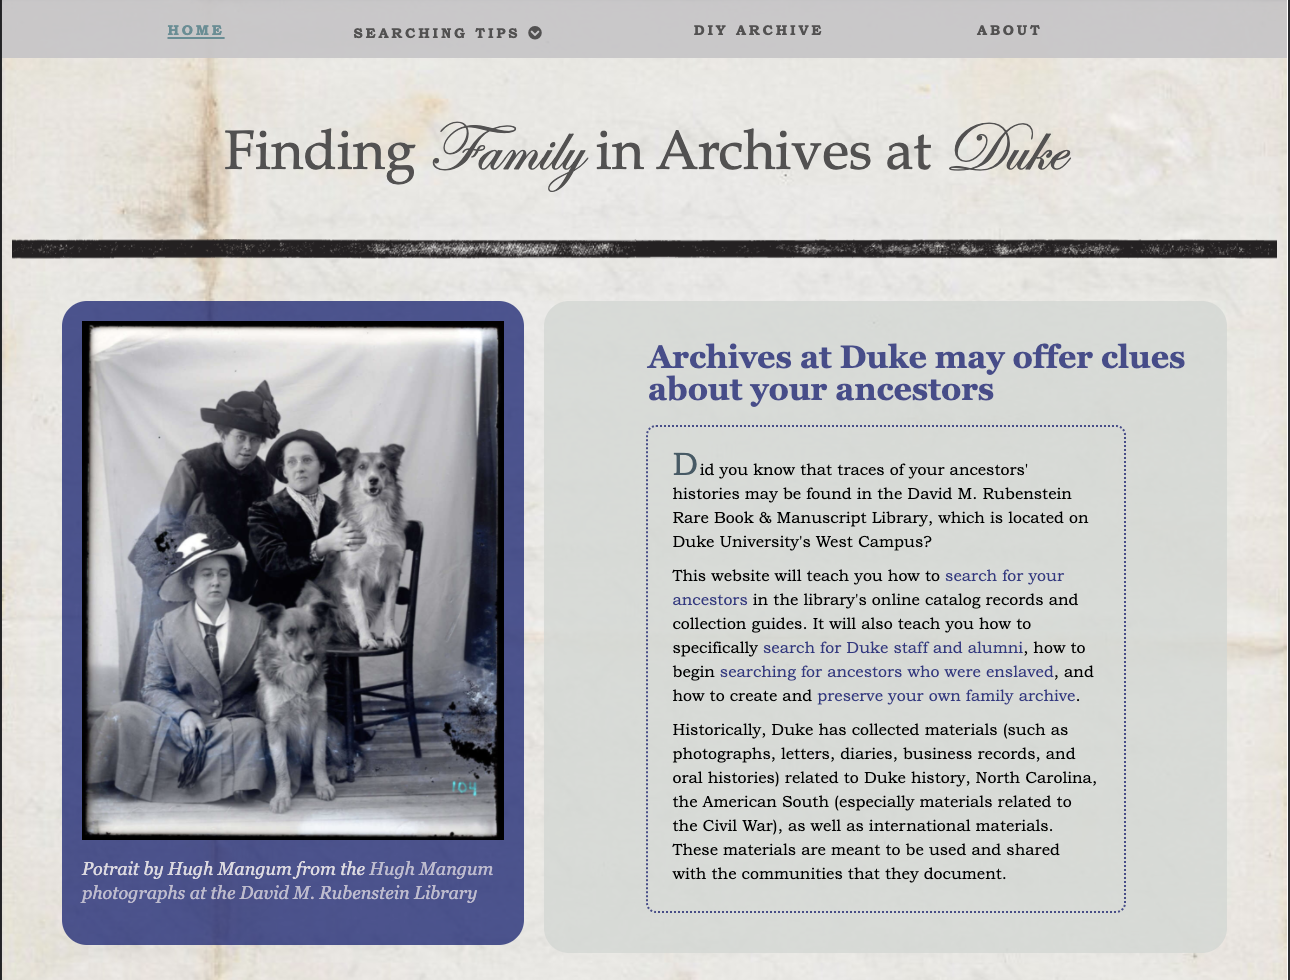 HOME
SEARCHING TIPS
DIY ARCHIVE
ABOUT
Finding Family in Archives at Duke
104
Potrait by Hugh Mangum from the Hugh Mangum
photographs at the David M. Rubenstein Library
Archives at Duke may offer clues
about your ancestors
Did you know that traces of your ancestors'
histories may be found in the David M. Rubenstein
Rare Book & Manuscript Library, which is located on
Duke University's West Campus?
This website will teach you how to search for your
ancestors in the library's online catalog records and
collection guides. It will also teach you how to
specifically search for Duke staff and alumni, how to
begin searching for ancestors who were enslaved, and
how to create and preserve your own family archive.
Historically, Duke has collected materials (such as
photographs, letters, diaries, business records, and
oral histories) related to Duke history, North Carolina,
the American South (especially materials related to
the Civil War), as well as international materials.
These materials are meant to be used and shared
with the communities that they document.